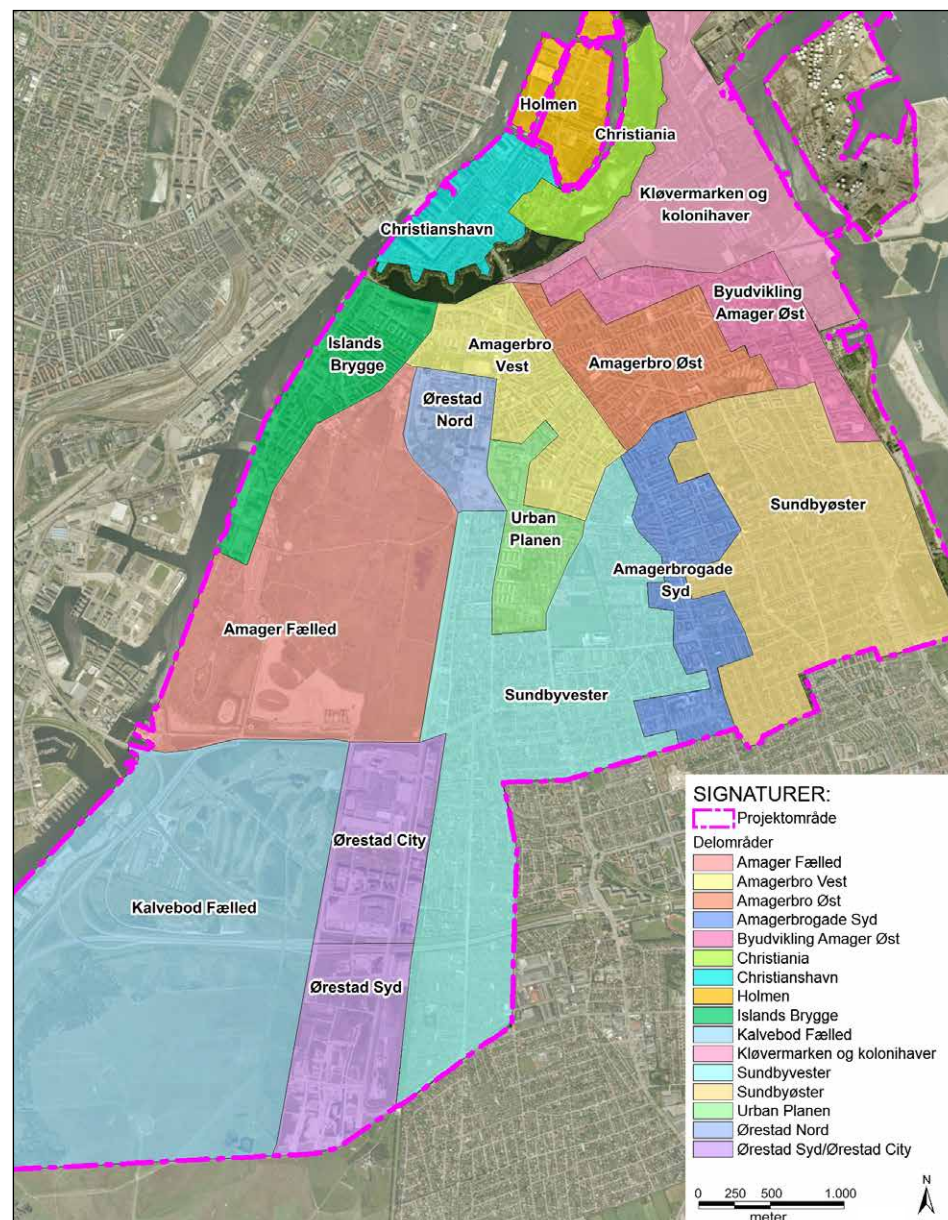 Holmen
Christiania
Kløvermarken og
kolonihaver
Christianshavn
Byudvikling
Amager Øst
Islands
Brygge
Amagerbro
Vest
Amagerbro Øst
Ørestad
Nord
Sundbyøster
Urban
Planen
Amagerbrogade
Syd
Amager Fælled
Sundbyvester
Ørestad City
Kalvebod Fælled
Ørestad Syd
SIGNATURER:
Projektområde
Delområder
Amager Fælled
Amagerbro Vest
Amagerbro Øst
Amagerbrogade Syd
Byudvikling Amager Øst
Christiania
Christianshavn
Holmen
Islands Brygge
Kalvebod Fælled
Kløvermarken og kolonihaver
Sundbyvester
Sundbyøster
Urban Planen
Ørestad Nord
Ørestad Syd/Ørestad City
N
0 250 500 1.000
meter